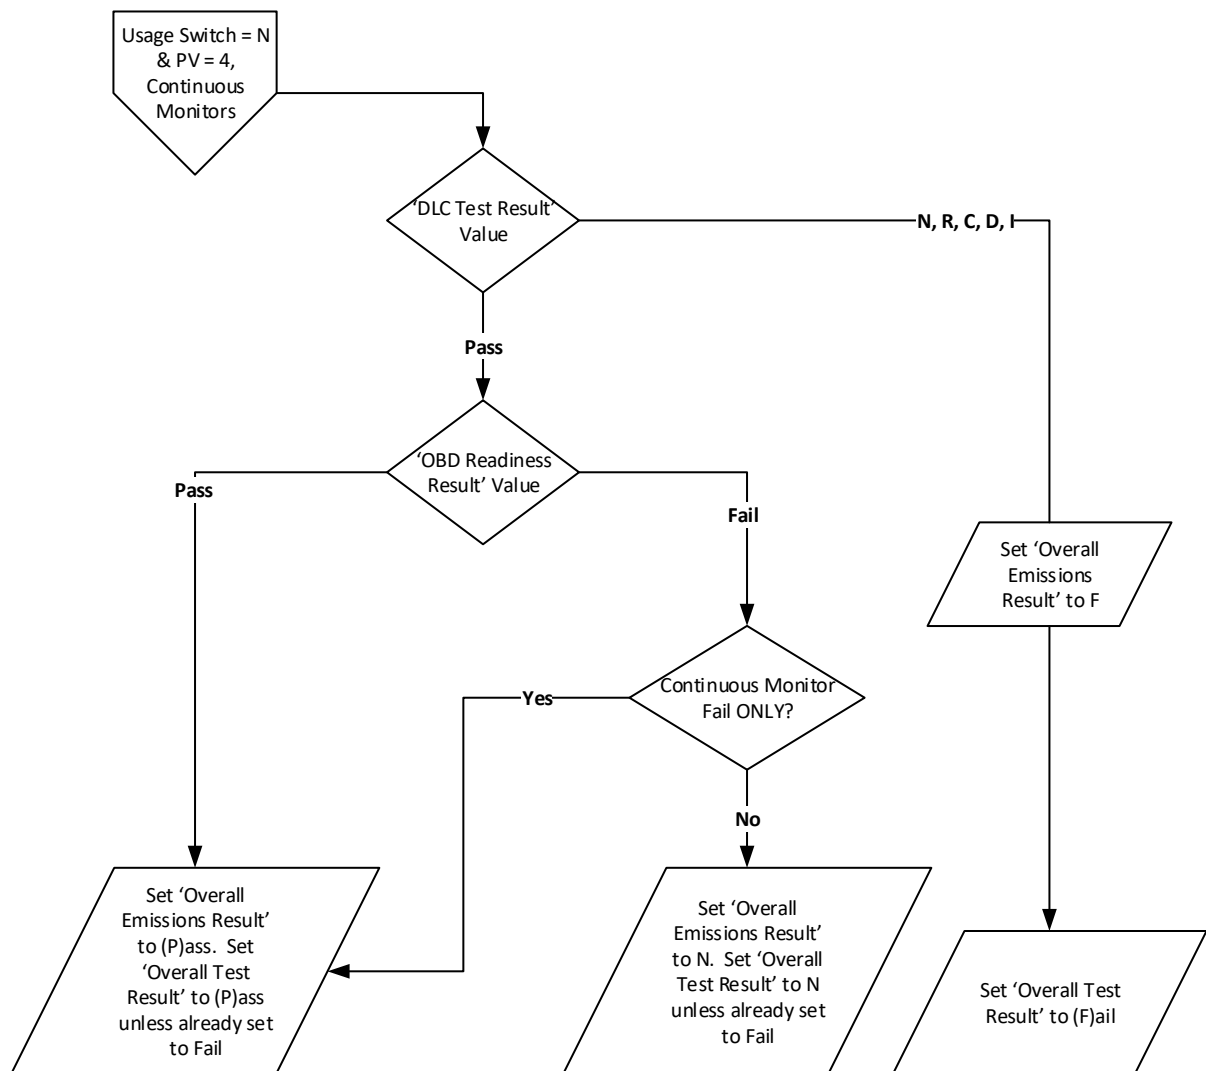 Usage Switch = N
& PV = 4,
Continuous
Monitors
‘DLC Test Result’
Value
N, R, C, D, I
Pass
‘OBD Readiness
Result’ Value
Pass
Fail
Set ‘Overall
Emissions
Result’ to F
Continuous Monitor
Fail ONLY?
Yes
No
Set ‘Overall
Emissions Result’
to (P)ass.  Set
‘Overall Test
Result’ to (P)ass
unless already set
to Fail
Set ‘Overall
Emissions Result’
to N.  Set ‘Overall
Test Result’ to N
unless already set
to Fail
Set ‘Overall Test
Result’ to (F)ail